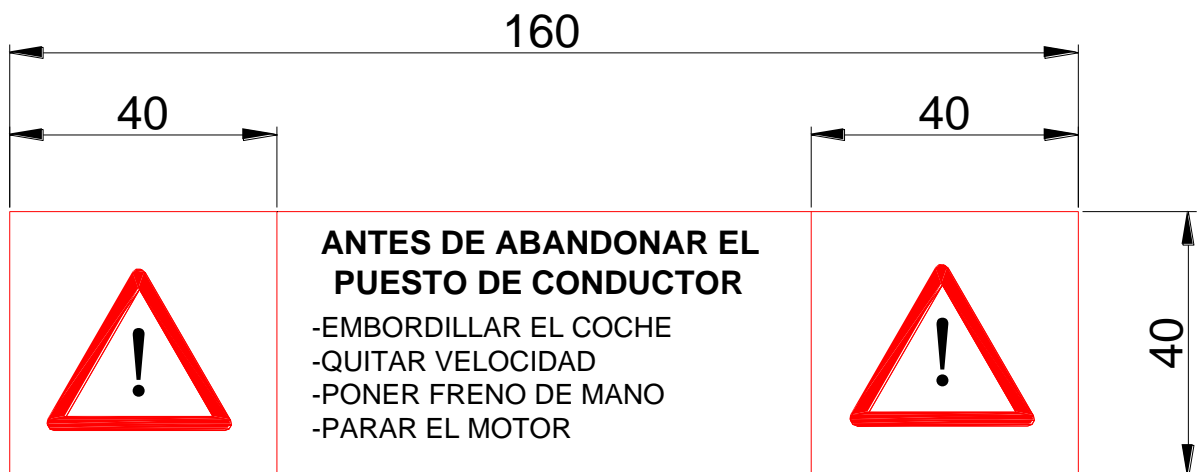 160
40
40
ANTES DE ABANDONAR EL
PUESTO DE CONDUCTOR
-EMBORDILLAR EL COCHE
-QUITAR VELOCIDAD
-PONER FRENO DE MANO
-PARAR EL MOTOR
!
!
40